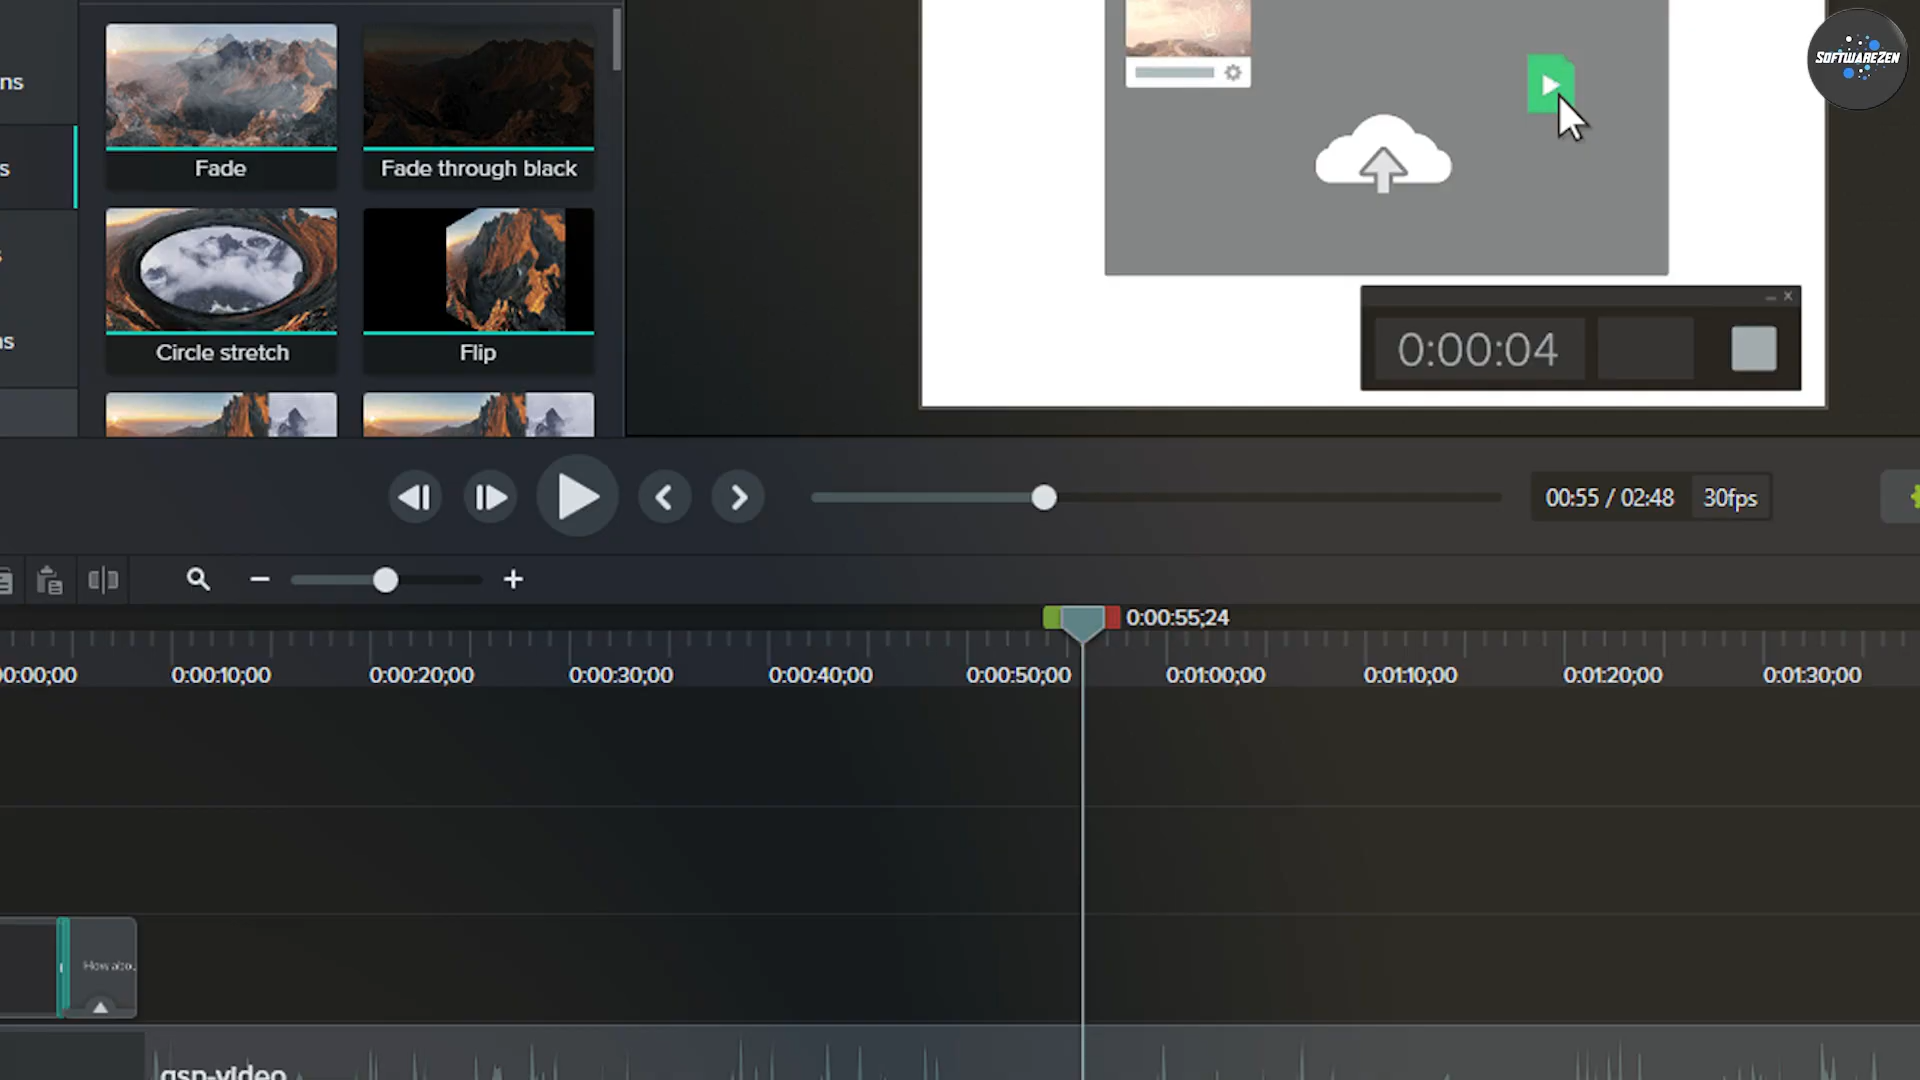 ns
SOFTWAREZEN
s
Fade
Fade through black
s
ns
Circle stretch
Flip
0:00:04
00:55 / 02:48
30fps
0:00:55;24
00:00;00
0:00:10;00
0:00:20;00
0:00:30;00
0:00:40;00
0:00:50;00
0:01:00;00
0:01:10;00
0:01:20;00
0:01:30;00
How abo..